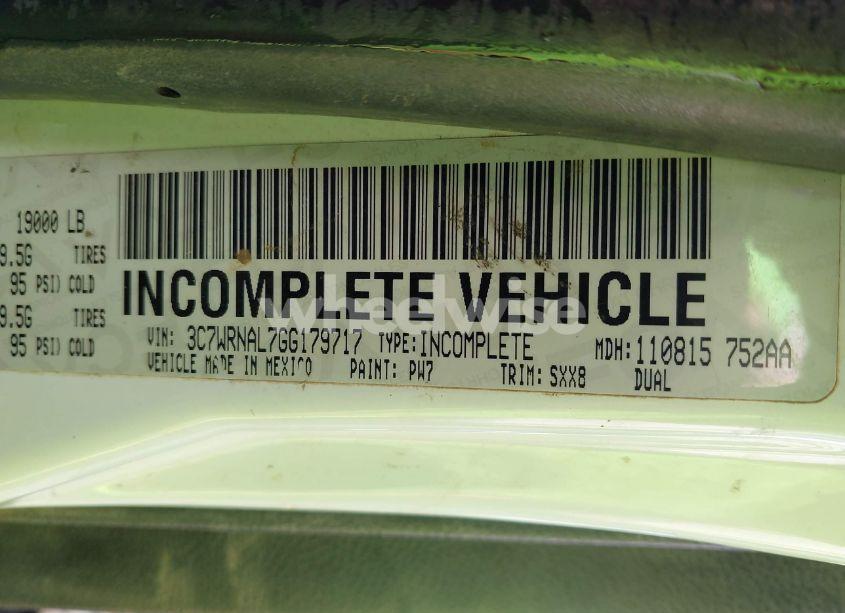 19000 LB
9.5G TIRES
95 PSI) COLD
9.5G TIRES
95 PSI) COLD
INCOMPLETE VEHICLE
wheelwise
VIN: 3C7WRNAL7GG179717 TYPE: INCOMPLETE MDH: 110815 752AA
VEHICLE MADE IN MEXICO PAINT: PW7 TRIM: SXX8 DUAL